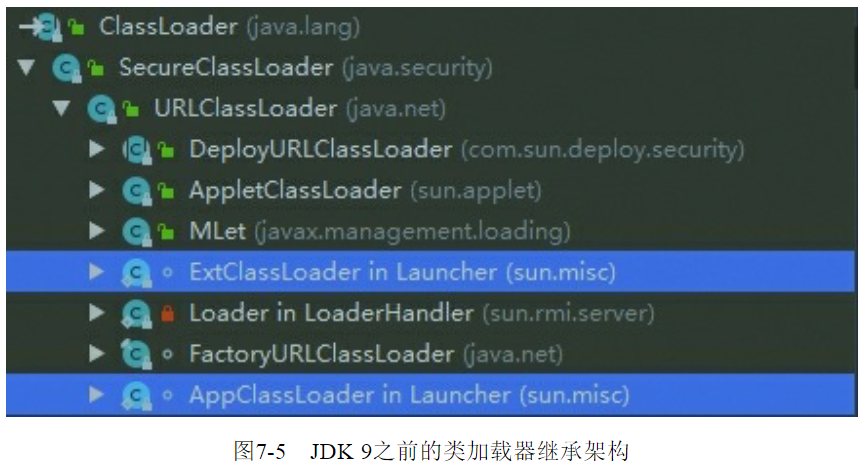 ClassLoader (java.lang)
SecureClassLoader (java.security)
URLClassLoader (java.net)
DeployURLClassLoader (com.sun.deploy.security)
AppletClassLoader (sun.applet)
MLet (javax.management.loading)
ExtClassLoader in Launcher (sun.misc)
Loader in LoaderHandler (sun.rmi.server)
FactoryURLClassLoader (java.net)
AppClassLoader in Launcher (sun.misc)
图7-5 JDK 9之前的类加载器继承架构